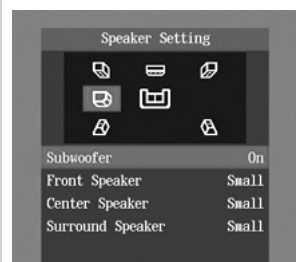 Speaker Setting
Subwoofer On
Front Speaker Small
Center Speaker Small
Surround Speaker Small